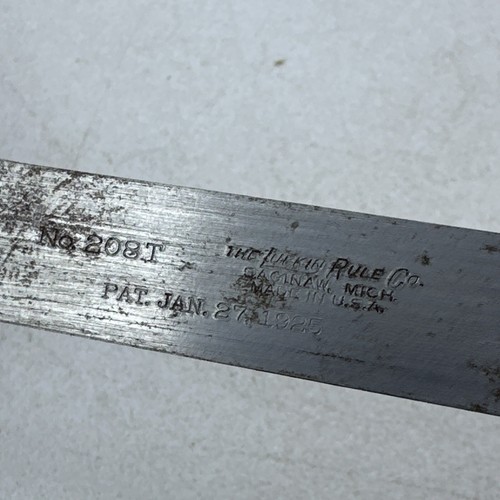 No. 208T
PAT. JAN. 27, 1925
THE LUFKIN RULE CO.
SAGINAW, MICH.
MADE IN U.S.A.